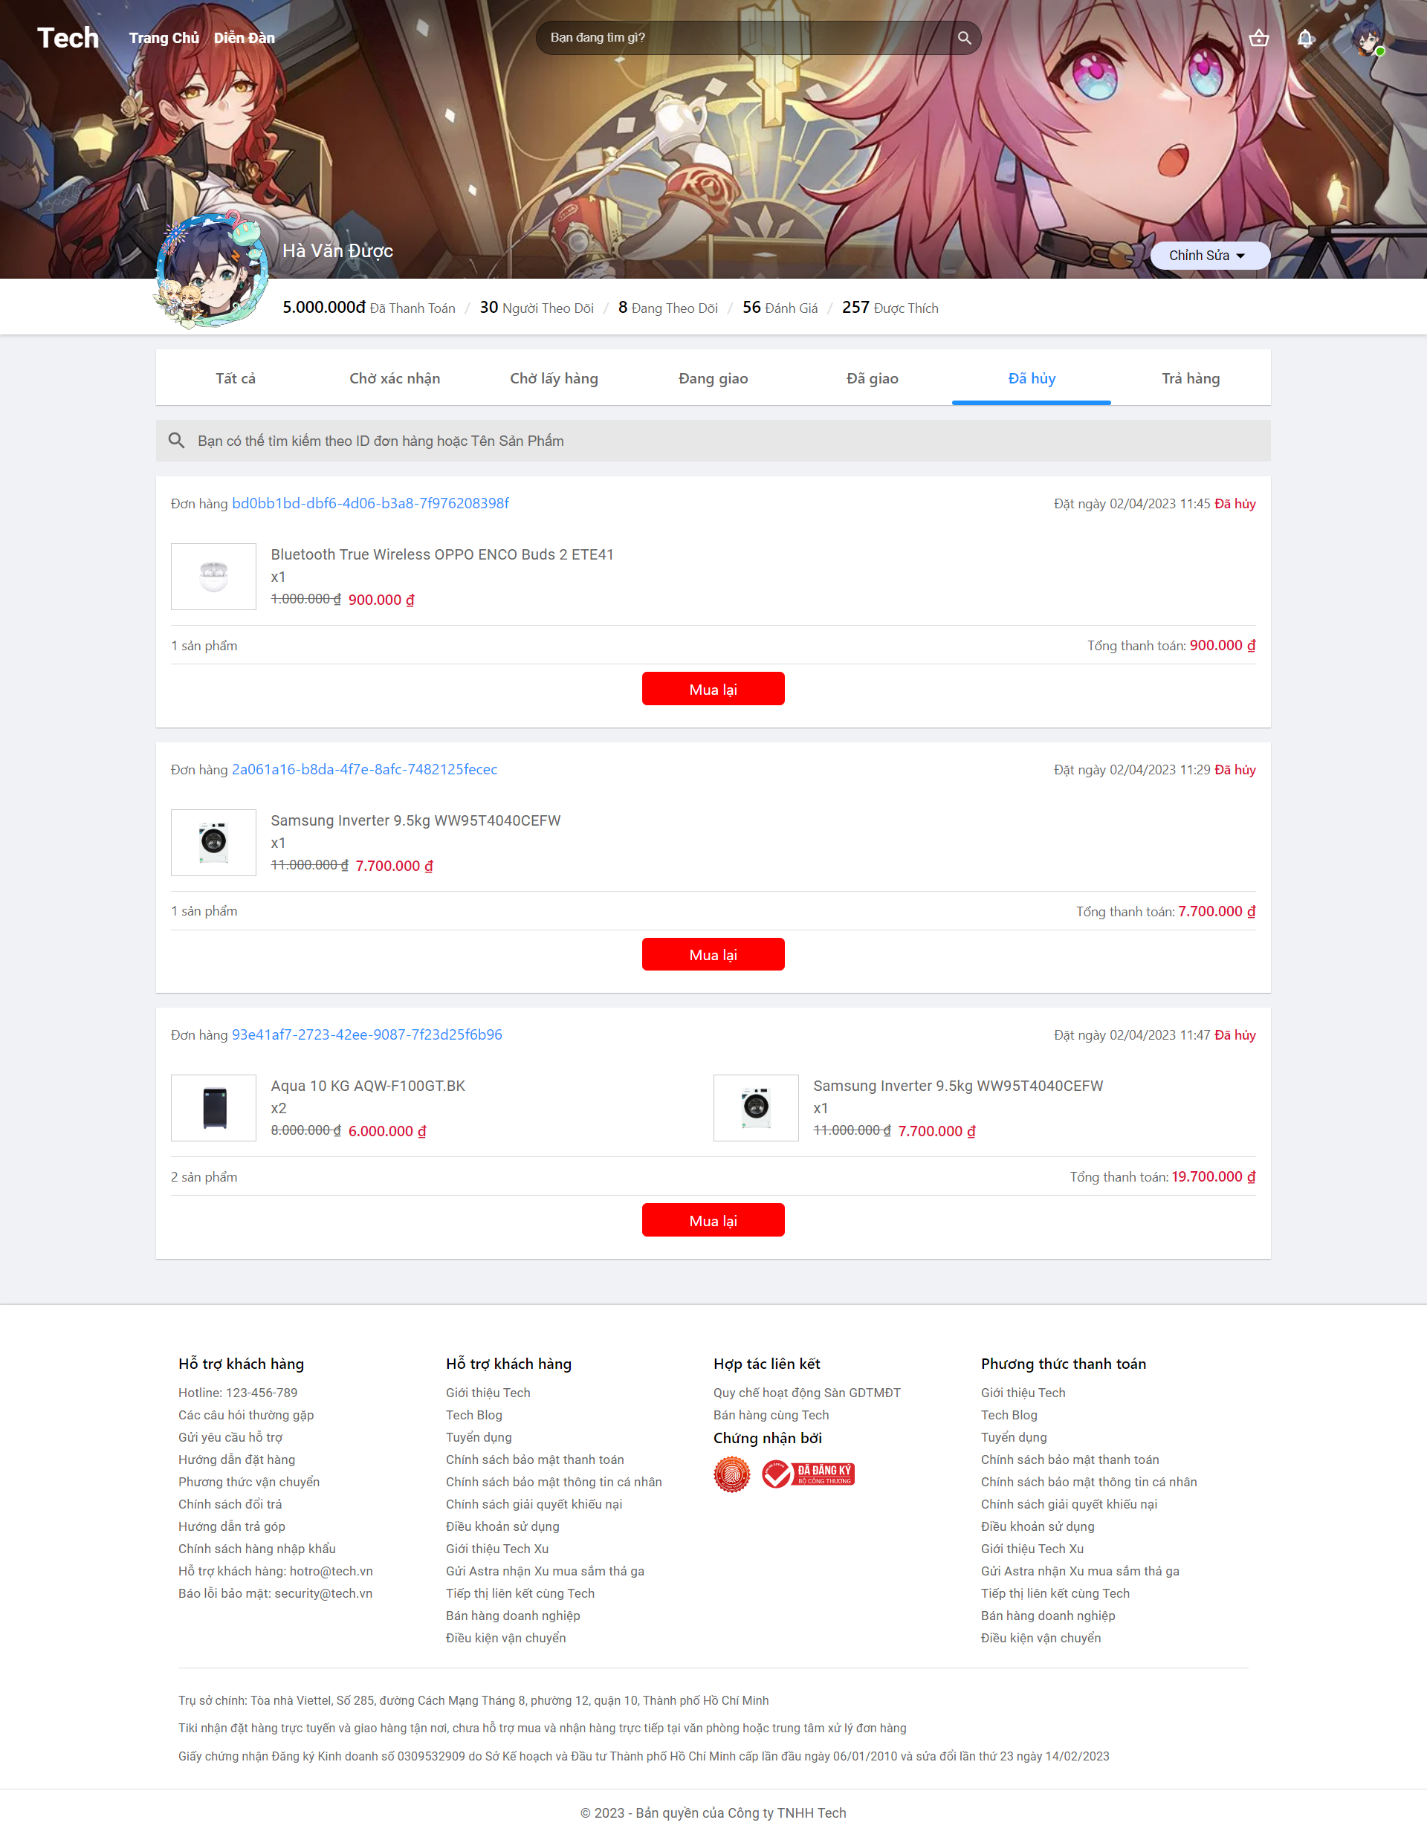 Tech Trang Chủ Diễn Đàn Bạn đang tìm gì?
Hà Văn Được
Chỉnh Sửa
5.000.000đ Đã Thanh Toán / 30 Người Theo Dõi / 8 Đang Theo Dõi / 56 Đánh Giá / 257 Được Thích
Tất cả Chờ xác nhận Chờ lấy hàng Đang giao Đã giao Đã hủy Trả hàng
Bạn có thể tìm kiếm theo ID đơn hàng hoặc Tên Sản Phẩm
Đơn hàng bd0bb1bd-dbf6-4d06-b3a8-7f976208398f Đặt ngày 02/04/2023 11:45 Đã hủy
Bluetooth True Wireless OPPO ENCO Buds 2 ETE41
x1
1.000.000 ₫ 900.000 ₫
1 sản phẩm Tổng thanh toán: 900.000 ₫
Mua lại
Đơn hàng 2a061a16-b8da-4f7e-8afc-7482125fecec Đặt ngày 02/04/2023 11:29 Đã hủy
Samsung Inverter 9.5kg WW95T4040CEFW
x1
11.000.000 ₫ 7.700.000 ₫
1 sản phẩm Tổng thanh toán: 7.700.000 ₫
Mua lại
Đơn hàng 93e41af7-2723-42ee-9087-7f23d25f6b96 Đặt ngày 02/04/2023 11:47 Đã hủy
Aqua 10 KG AQW-F100GT.BK
x2
8.000.000 ₫ 6.000.000 ₫
Samsung Inverter 9.5kg WW95T4040CEFW
x1
11.000.000 ₫ 7.700.000 ₫
2 sản phẩm Tổng thanh toán: 19.700.000 ₫
Mua lại
Hỗ trợ khách hàng
Hotline: 123-456-789
Các câu hỏi thường gặp
Gửi yêu cầu hỗ trợ
Hướng dẫn đặt hàng
Phương thức vận chuyển
Chính sách đổi trả
Hướng dẫn trả góp
Chính sách hàng nhập khẩu
Hỗ trợ khách hàng: hotro@tech.vn
Báo lỗi bảo mật: security@tech.vn
Hỗ trợ khách hàng
Giới thiệu Tech
Tech Blog
Tuyển dụng
Chính sách bảo mật thanh toán
Chính sách bảo mật thông tin cá nhân
Chính sách giải quyết khiếu nại
Điều khoản sử dụng
Giới thiệu Tech Xu
Gửi Astra nhận Xu mua sắm thả ga
Tiếp thị liên kết cùng Tech
Bán hàng doanh nghiệp
Điều kiện vận chuyển
Hợp tác liên kết
Quy chế hoạt động Sàn GDTMĐT
Bán hàng cùng Tech
Chứng nhận bởi
ĐÃ ĐĂNG KÝ
BỘ CÔNG THƯƠNG
Phương thức thanh toán
Giới thiệu Tech
Tech Blog
Tuyển dụng
Chính sách bảo mật thanh toán
Chính sách bảo mật thông tin cá nhân
Chính sách giải quyết khiếu nại
Điều khoản sử dụng
Giới thiệu Tech Xu
Gửi Astra nhận Xu mua sắm thả ga
Tiếp thị liên kết cùng Tech
Bán hàng doanh nghiệp
Điều kiện vận chuyển
Trụ sở chính: Tòa nhà Viettel, Số 285, đường Cách Mạng Tháng 8, phường 12, quận 10, Thành phố Hồ Chí Minh
Tiki nhận đặt hàng trực tuyến và giao hàng tận nơi, chưa hỗ trợ mua và nhận hàng trực tiếp tại văn phòng hoặc trung tâm xử lý đơn hàng
Giấy chứng nhận Đăng ký Kinh doanh số 0309532909 do Sở Kế hoạch và Đầu tư Thành phố Hồ Chí Minh cấp lần đầu ngày 06/01/2010 và sửa đổi lần thứ 23 ngày 14/02/2023
© 2023 - Bản quyền của Công ty TNHH Tech